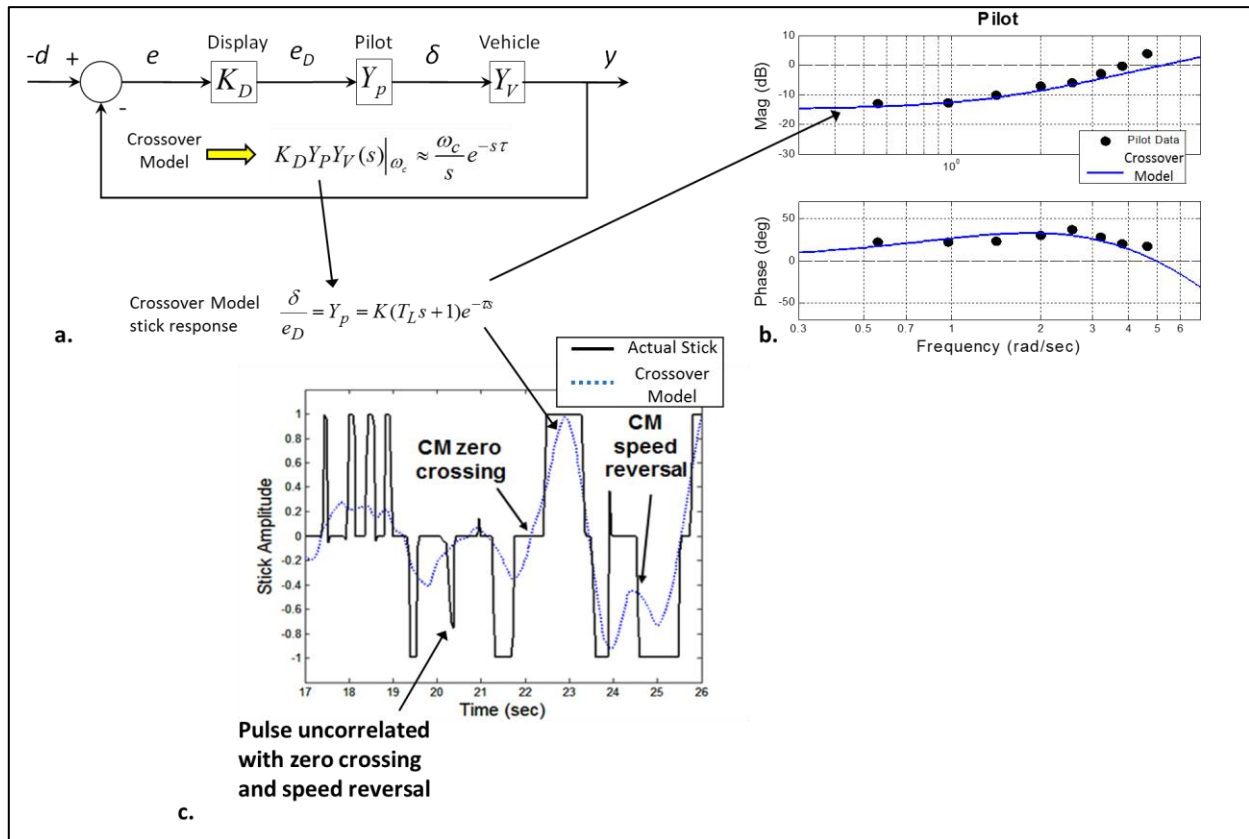 -d
+
-
e
Display
K_D
e_D
Pilot
Y_p
δ
Vehicle
Y_V
y
Crossover
Model
K_D Y_P Y_V(s)|_{ω_c} ≈ \frac{ω_c}{s} e^{-sτ}
Crossover Model
stick response
\frac{δ}{e_D} = Y_p = K(T_L s + 1)e^{-τs}
a.
Pilot
Mag (dB)
10
0
-10
-20
-30
10^0
Pilot Data
Crossover
Model
Phase (deg)
50
0
-50
0.3 0.5 0.7 1 2 3 4 5 6
Frequency (rad/sec)
b.
Actual Stick
Crossover
Model
Stick Amplitude
1
0.8
0.6
0.4
0.2
0
-0.2
-0.4
-0.6
-0.8
-1
CM zero
crossing
CM
speed
reversal
17 18 19 20 21 22 23 24 25 26
Time (sec)
Pulse uncorrelated
with zero crossing
and speed reversal
c.